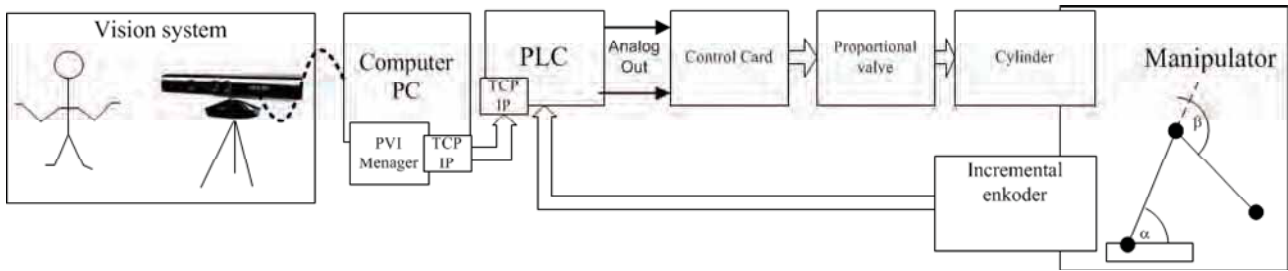 Vision system
Computer
PC
PVI
Menager
TCP
IP
TCP
IP
PLC
Analog
Out
Control Card
Proportional
valve
Cylinder
Manipulator
Incremental
enkoder
β
α